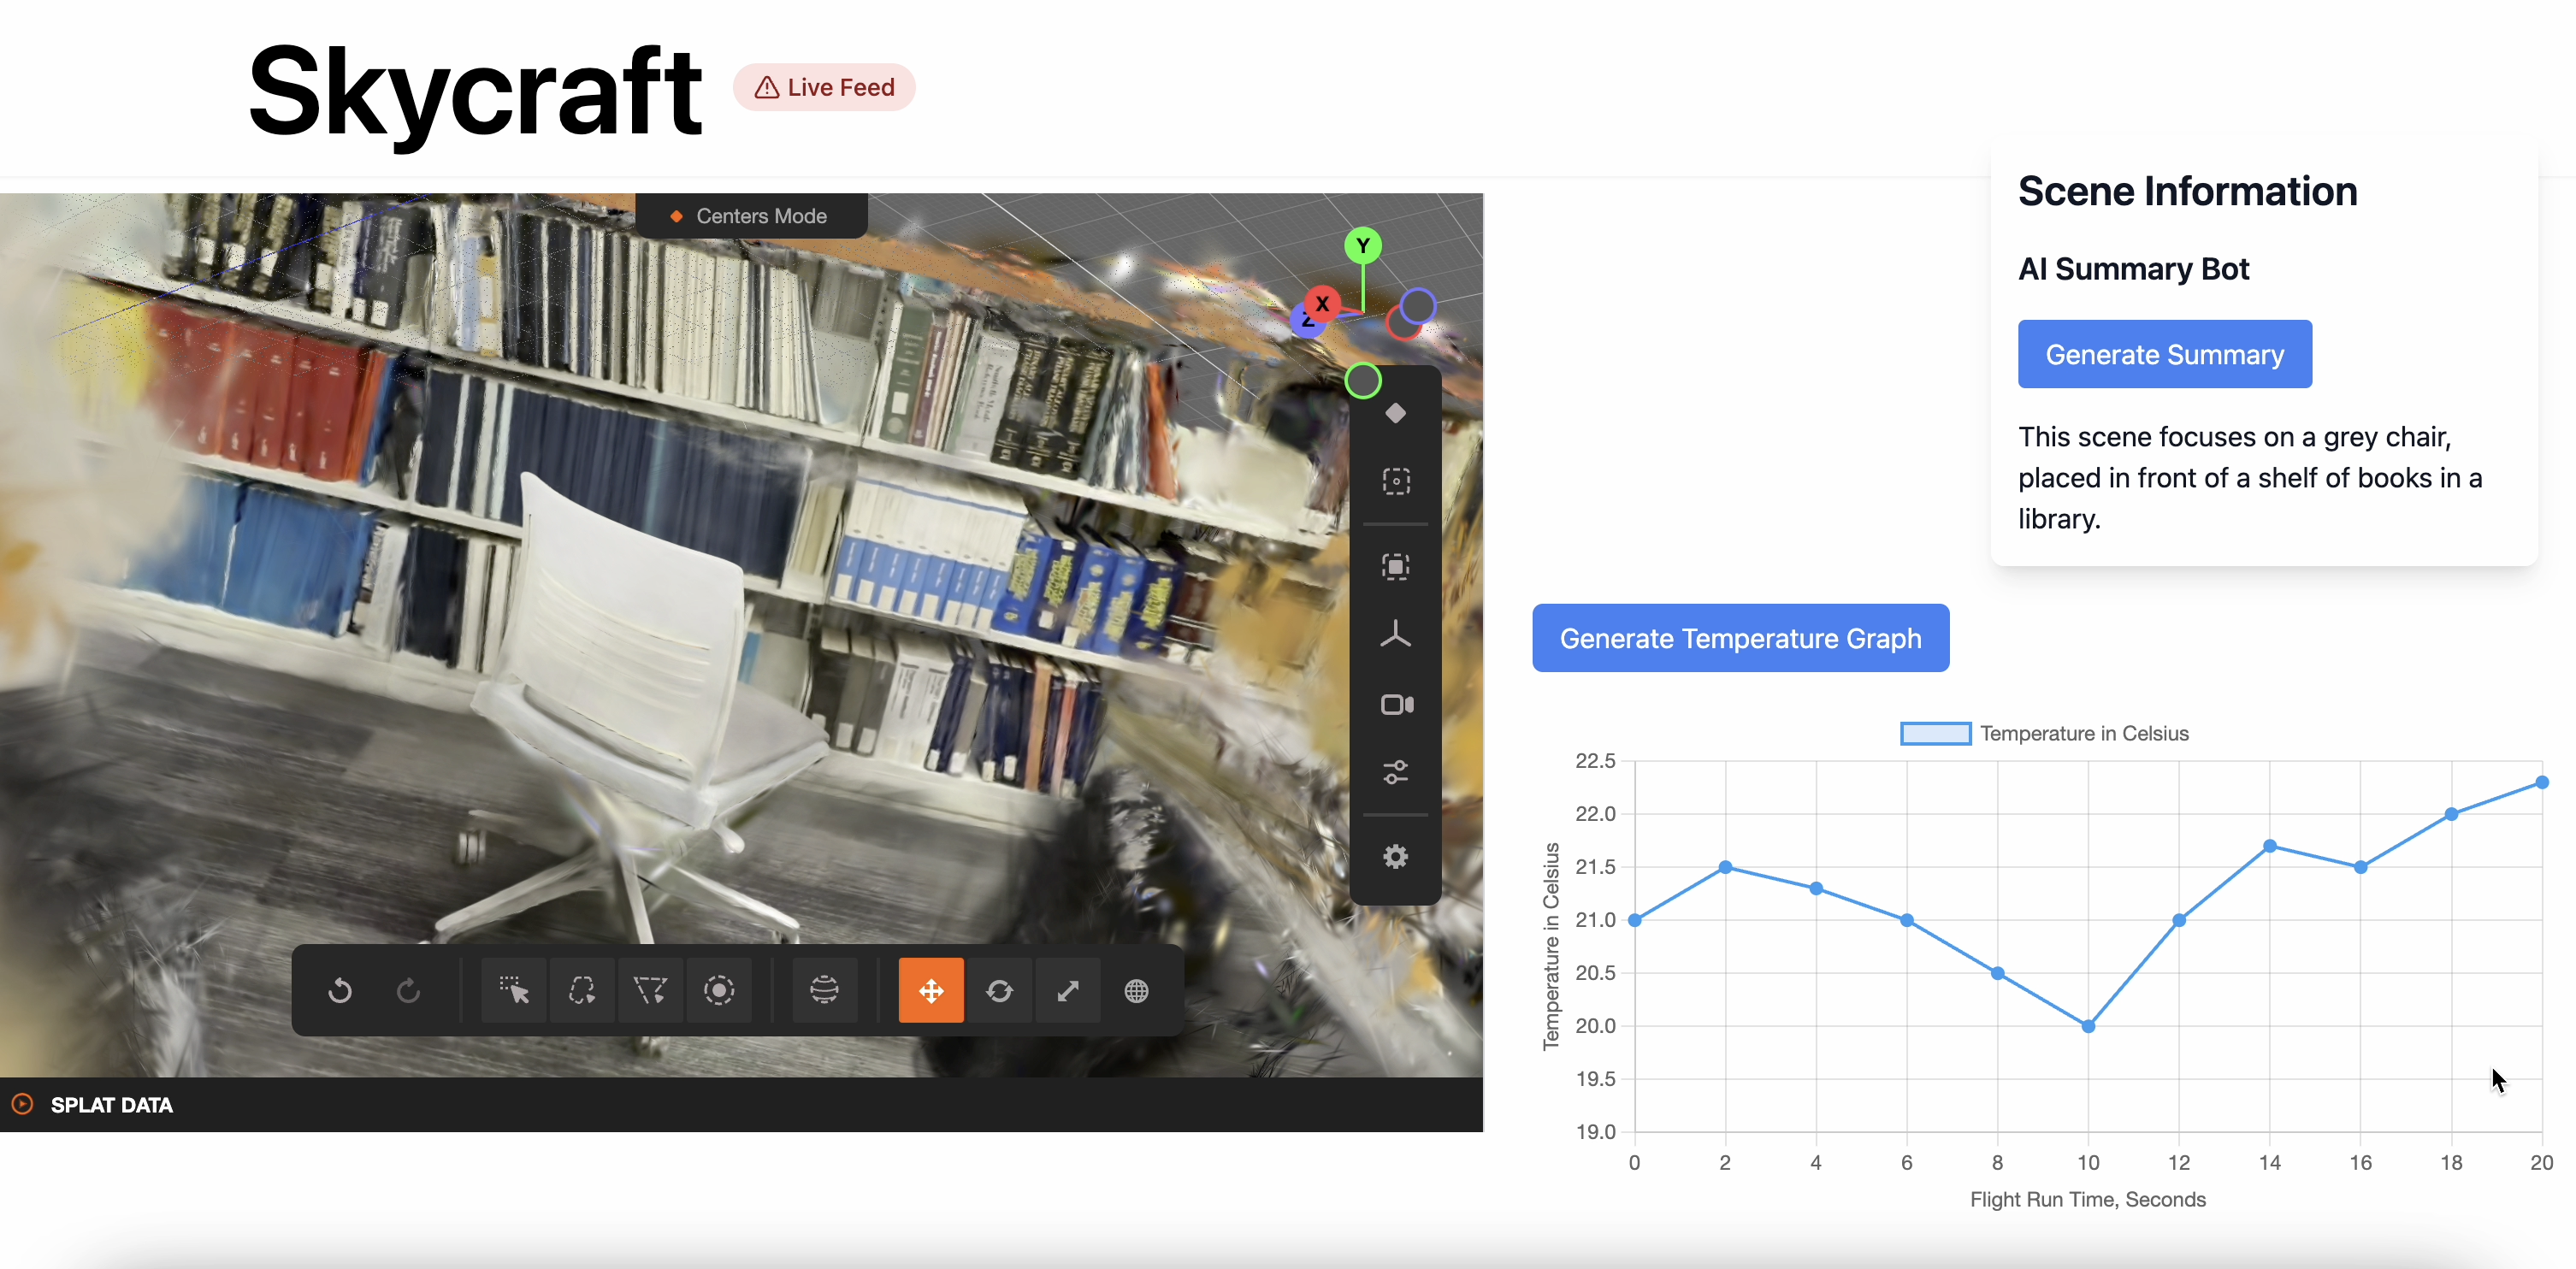 Skycraft
Live Feed
Centers Mode
Y
X
Z
SPLAT DATA
Scene Information
AI Summary Bot
Generate Summary
This scene focuses on a grey chair,
placed in front of a shelf of books in a
library.
Generate Temperature Graph
Temperature in Celsius
22.5
22.0
21.5
21.0
20.5
20.0
19.5
19.0
Temperature in Celsius
0 2 4 6 8 10 12 14 16 18 20
Flight Run Time, Seconds